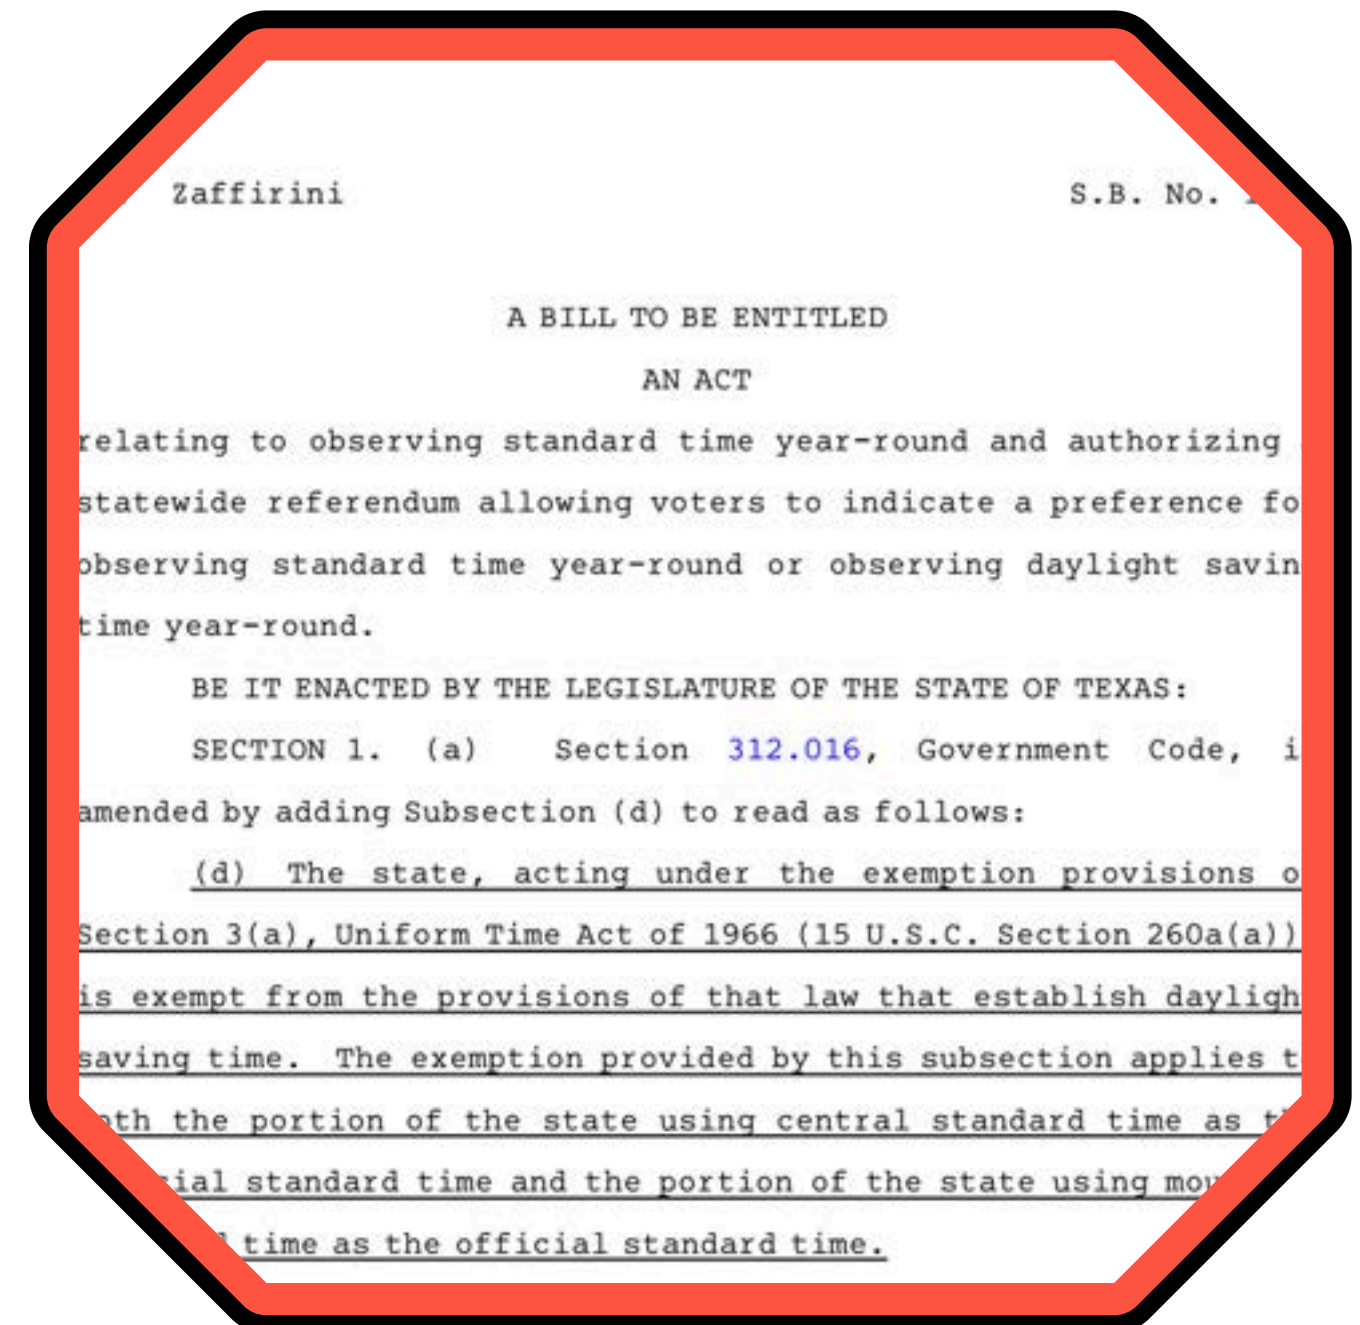 Zaffirini S.B. No.
A BILL TO BE ENTITLED
AN ACT
relating to observing standard time year-round and authorizing
statewide referendum allowing voters to indicate a preference fo
observing standard time year-round or observing daylight savin
time year-round.
BE IT ENACTED BY THE LEGISLATURE OF THE STATE OF TEXAS:
SECTION 1. (a) Section 312.016, Government Code, i
amended by adding Subsection (d) to read as follows:
(d) The state, acting under the exemption provisions o
Section 3(a), Uniform Time Act of 1966 (15 U.S.C. Section 260a(a))
is exempt from the provisions of that law that establish dayligh
saving time. The exemption provided by this subsection applies t
oth the portion of the state using central standard time as th
ial standard time and the portion of the state using mou
time as the official standard time.